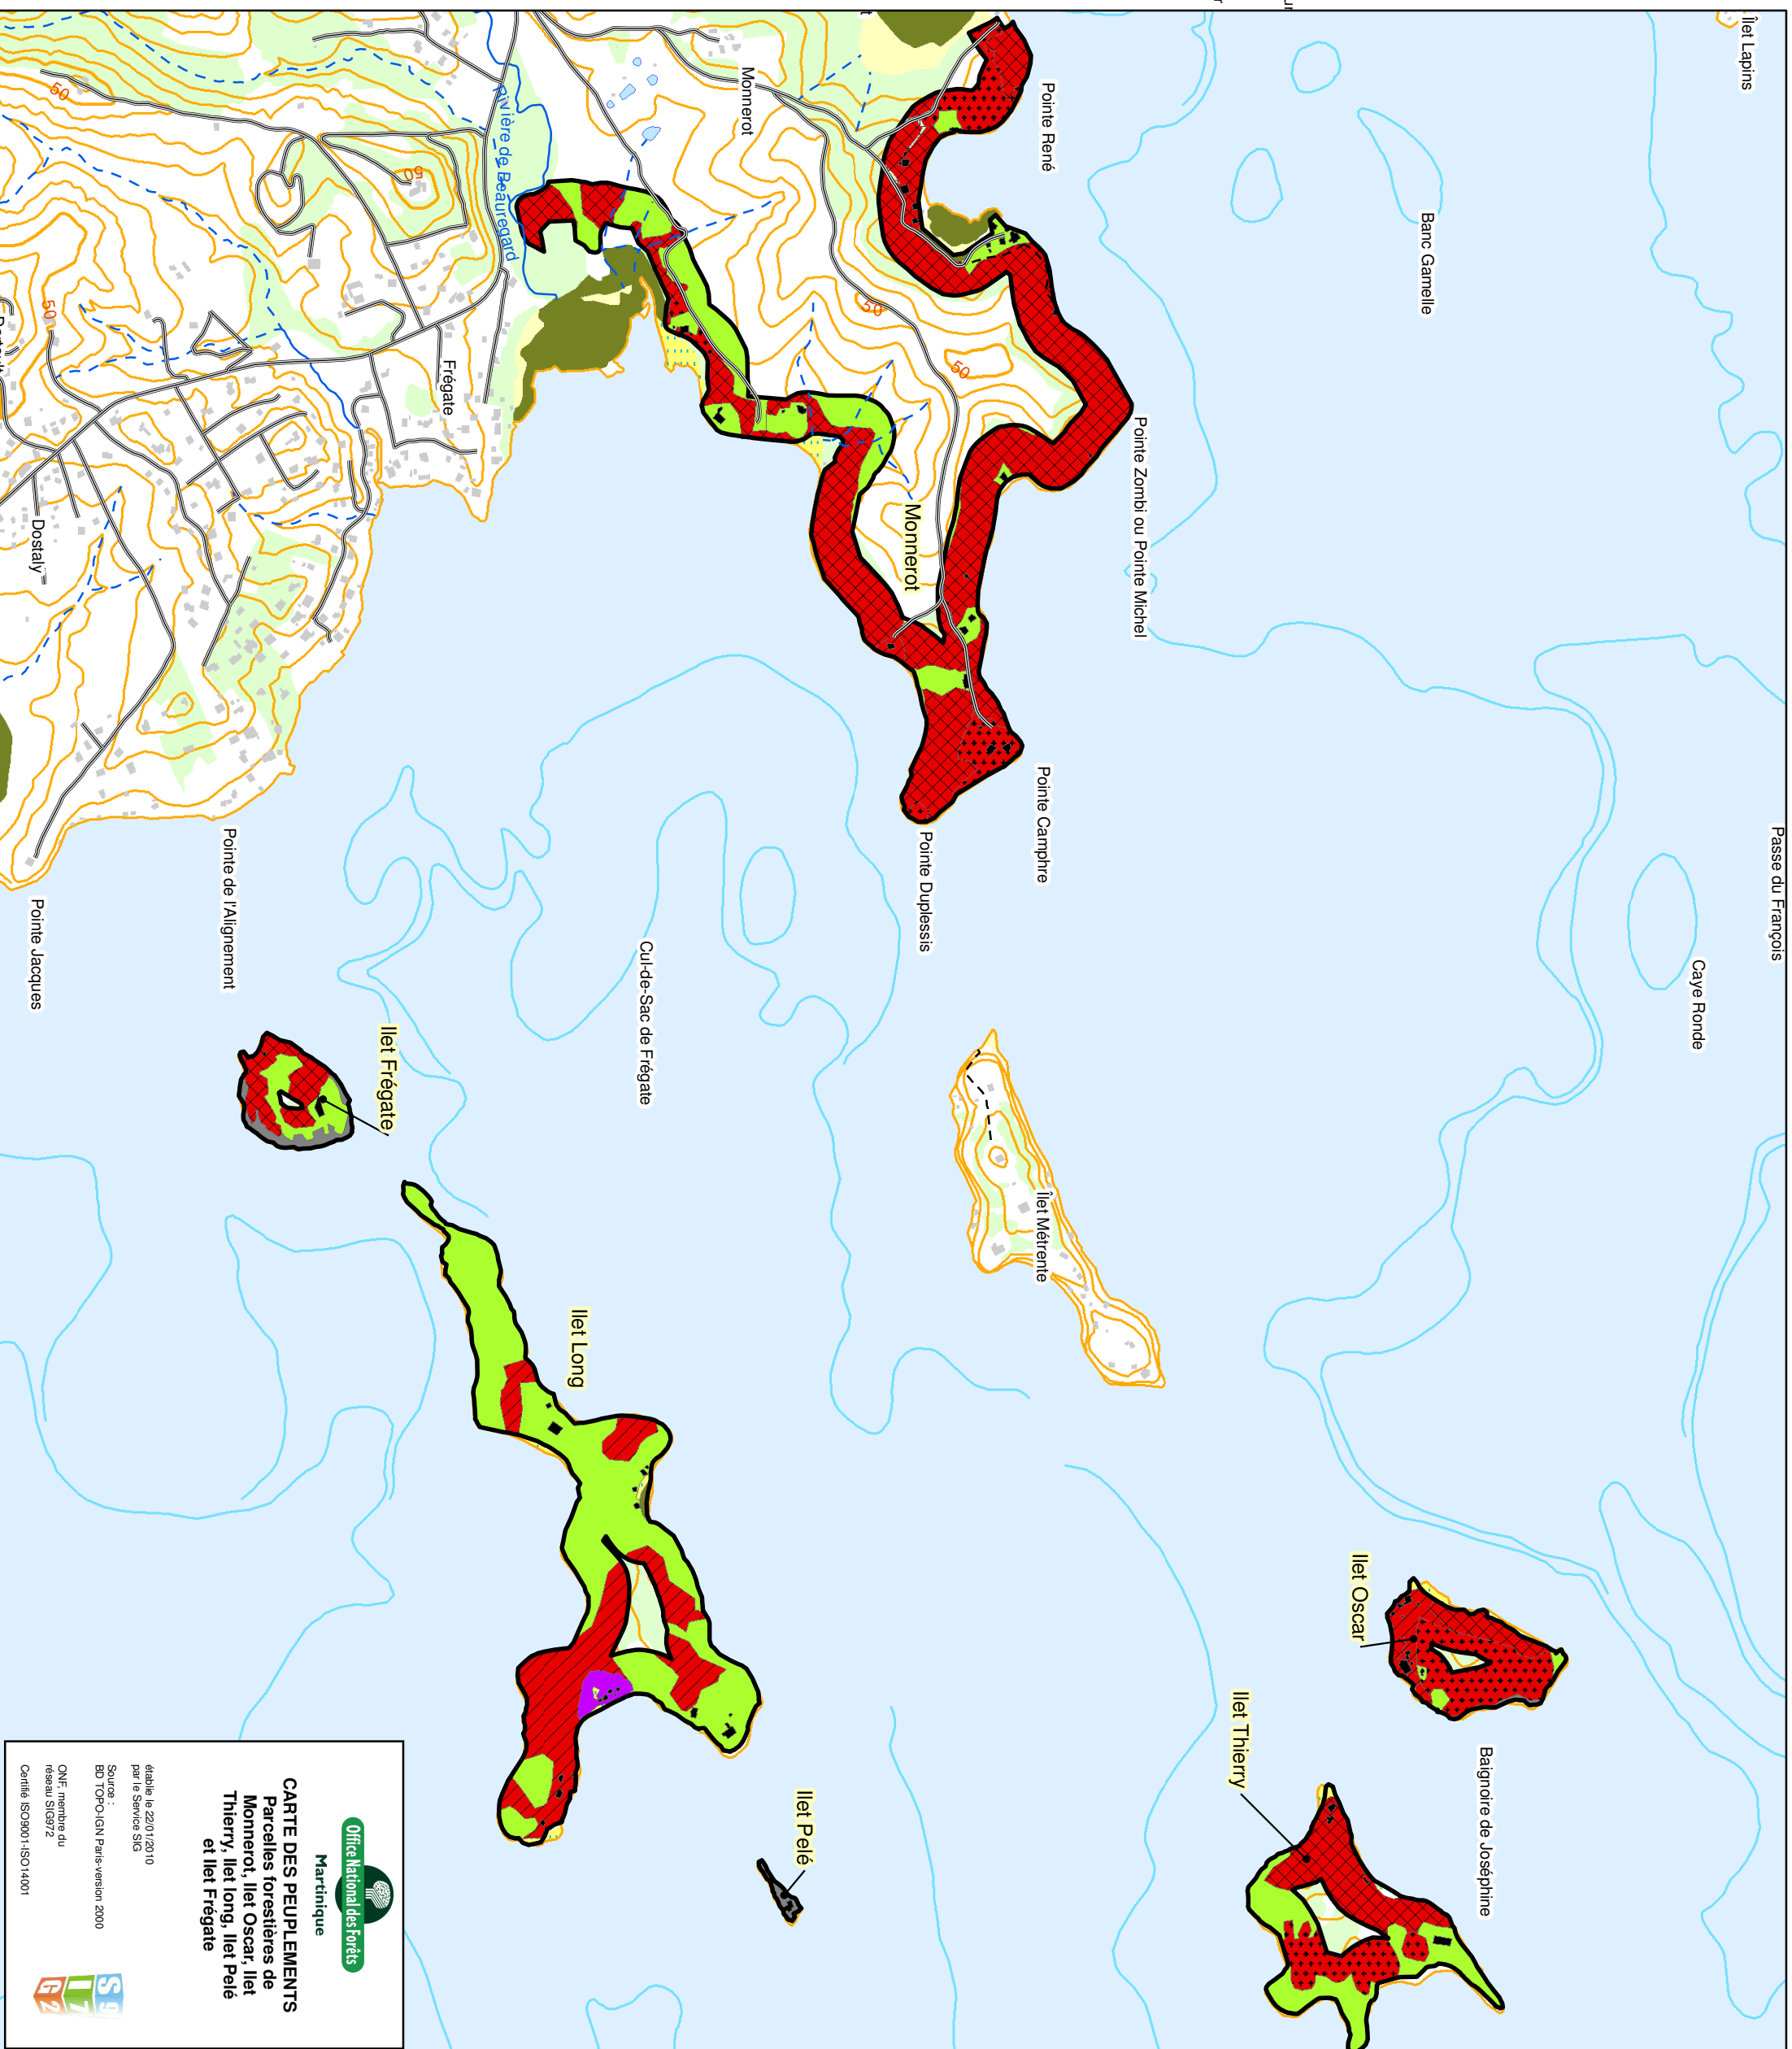 Îlet Lapins
Passe du François
Caye Ronde
Banc Gamelle
Baignoire de Joséphine
Ilet Oscar
Ilet Thierry
Pointe René
Pointe Zombi ou Pointe Michel
Pointe Camphre
Îlet Métrente
Monnerot
Pointe Duplessis
50
50
Monnerot
Ilet Pelé
Cul-de-Sac de Frégate
Ilet Long
Rivière de Beauregard
Frégate
Ilet Frégate
50
Pointe de l'Alignement
50
50
Dostaly
Pointe Jacques
Office National des Forêts
Martinique
CARTE DES PEUPLEMENTS
Parcelles forestières de
Monnerot, Ilet Oscar, Ilet
Thierry, Ilet long, Ilet Pelé
et Ilet Frégate
établie le 22/01/2010
par le Service SIG
Source :
BD TOPO-IGN Paris-version 2000
ONF, membre du
réseau SIG972
Certifié ISO9001-ISO14001